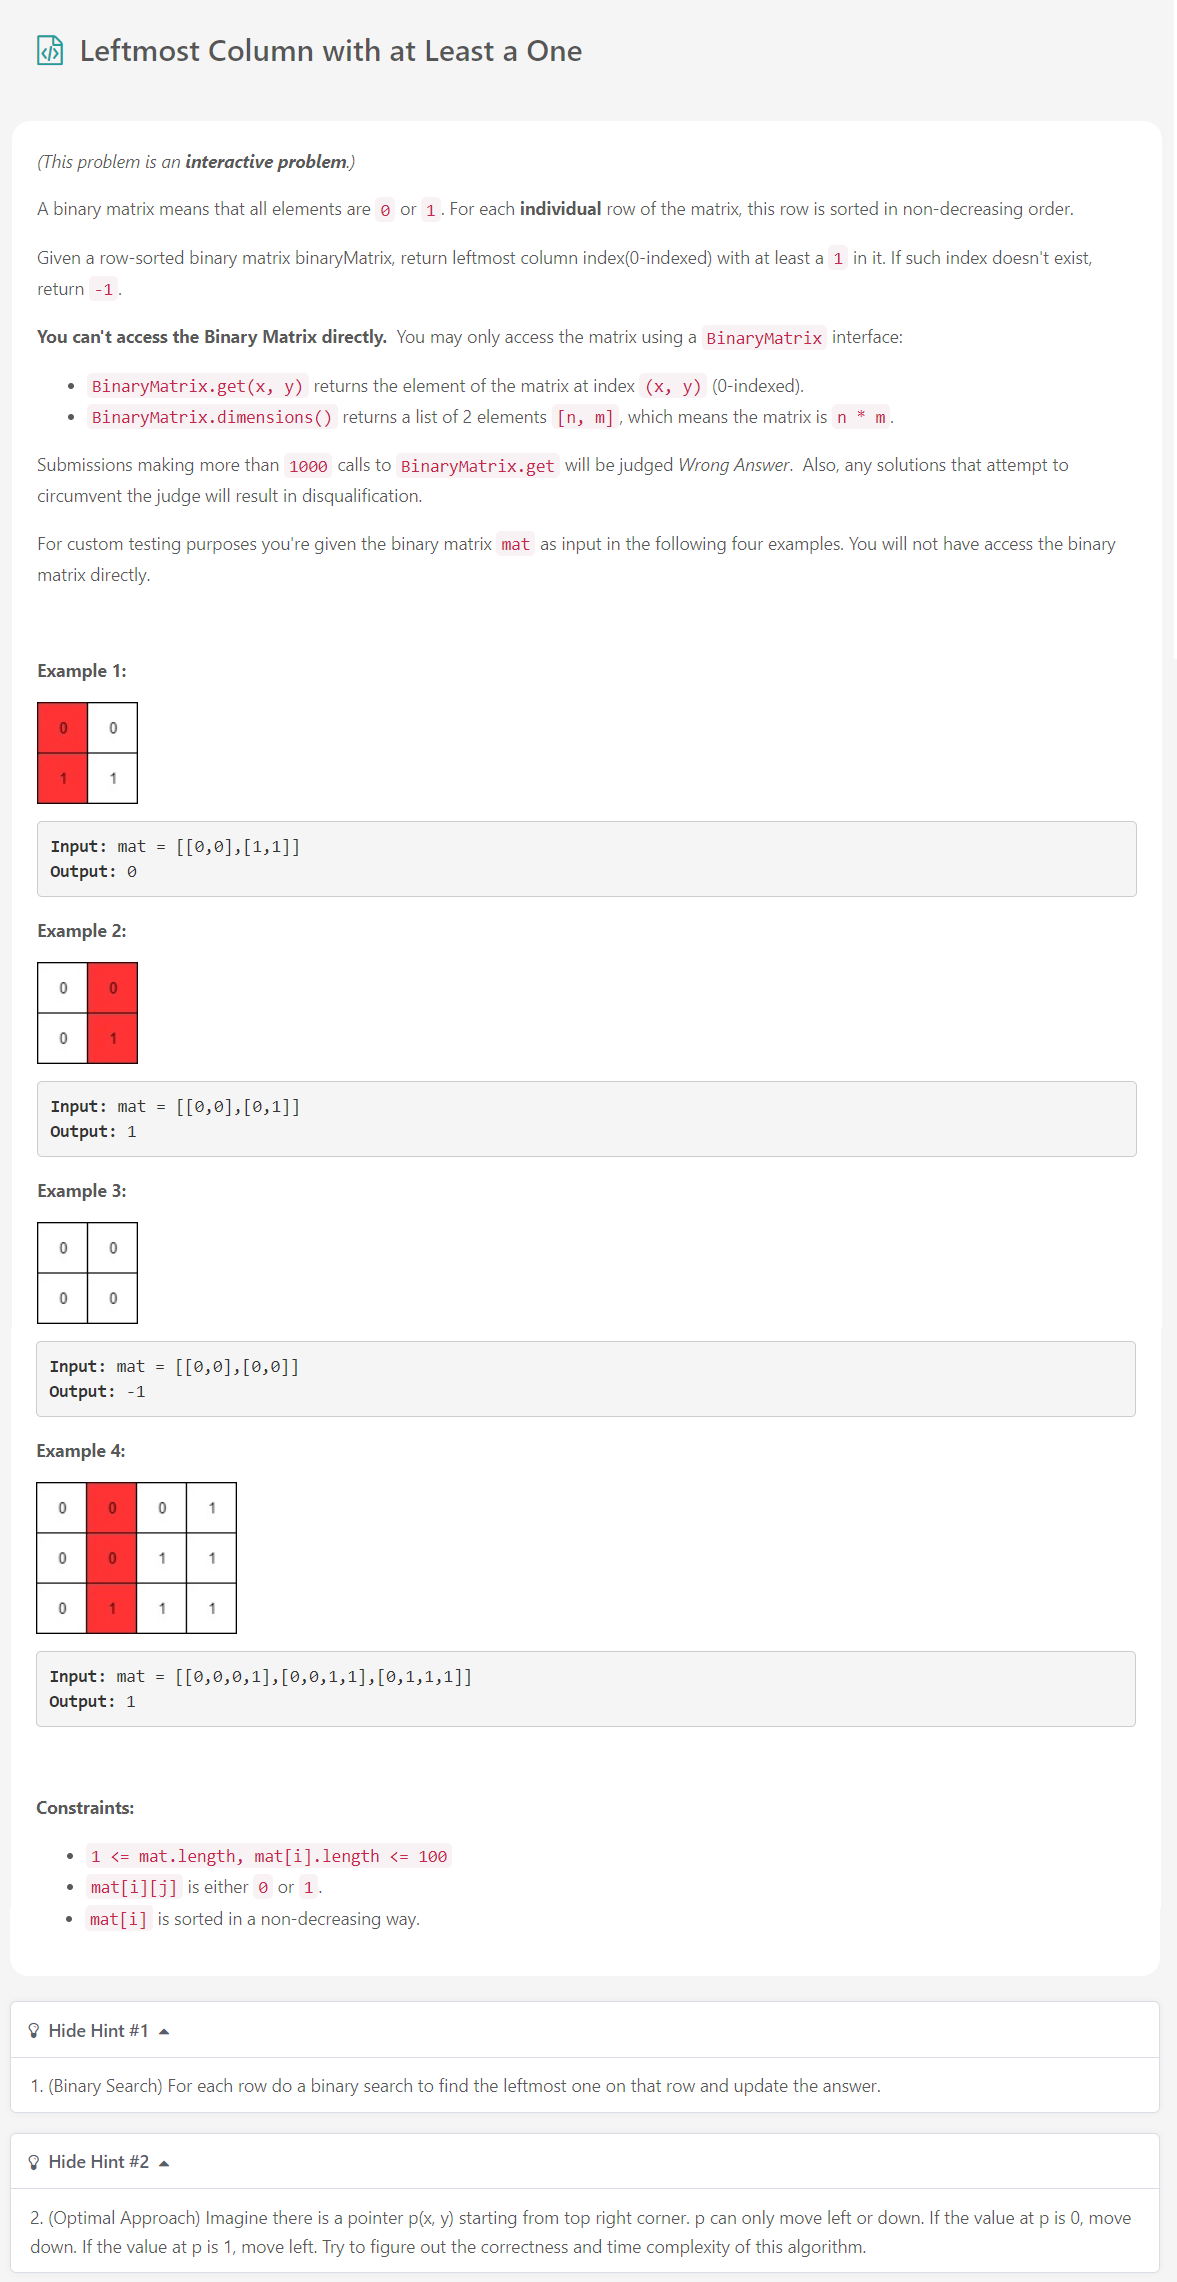 Leftmost Column with at Least a One
(This problem is an interactive problem.)
A binary matrix means that all elements are 0 or 1. For each individual row of the matrix, this row is sorted in non-decreasing order.
Given a row-sorted binary matrix binaryMatrix, return leftmost column index(0-indexed) with at least a 1 in it. If such index doesn't exist,
return -1.
You can't access the Binary Matrix directly. You may only access the matrix using a BinaryMatrix interface:
• BinaryMatrix.get(x, y) returns the element of the matrix at index (x, y) (0-indexed).
• BinaryMatrix.dimensions() returns a list of 2 elements [n, m], which means the matrix is n * m.
Submissions making more than 1000 calls to BinaryMatrix.get will be judged Wrong Answer. Also, any solutions that attempt to
circumvent the judge will result in disqualification.
For custom testing purposes you're given the binary matrix mat as input in the following four examples. You will not have access the binary
matrix directly.
Example 1:
0 0
1 1
Input: mat = [[0,0],[1,1]]
Output: 0
Example 2:
0 0
0 1
Input: mat = [[0,0],[0,1]]
Output: 1
Example 3:
0 0
0 0
Input: mat = [[0,0],[0,0]]
Output: -1
Example 4:
0 0 0 1
0 0 1 1
0 1 1 1
Input: mat = [[0,0,0,1],[0,0,1,1],[0,1,1,1]]
Output: 1
Constraints:
• 1 <= mat.length, mat[i].length <= 100
• mat[i][j] is either 0 or 1.
• mat[i] is sorted in a non-decreasing way.
Hide Hint #1
1. (Binary Search) For each row do a binary search to find the leftmost one on that row and update the answer.
Hide Hint #2
2. (Optimal Approach) Imagine there is a pointer p(x, y) starting from top right corner. p can only move left or down. If the value at p is 0, move
down. If the value at p is 1, move left. Try to figure out the correctness and time complexity of this algorithm.